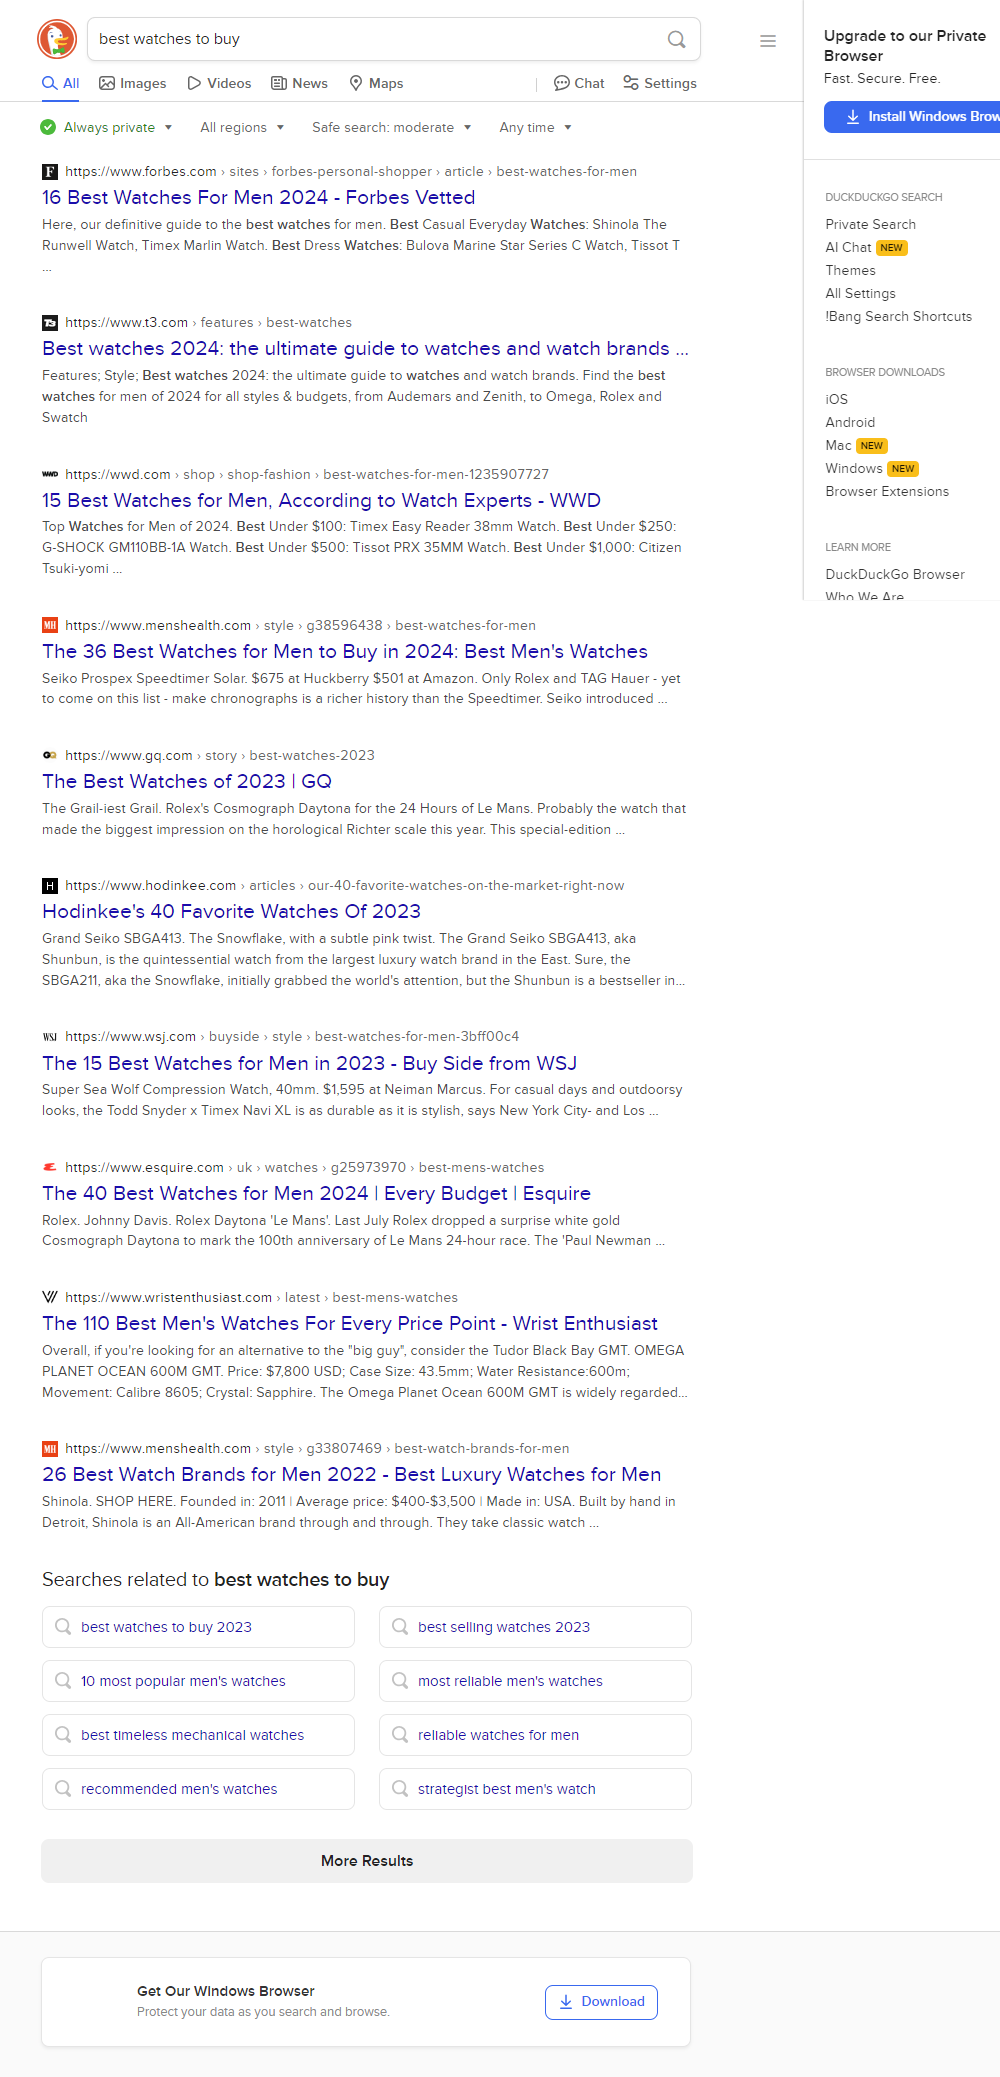 best watches to buy
All Images Videos News Maps Chat Settings
Always private All regions Safe search: moderate Any time
F https://www.forbes.com › sites › forbes-personal-shopper › article › best-watches-for-men
16 Best Watches For Men 2024 - Forbes Vetted
Here, our definitive guide to the best watches for men. Best Casual Everyday Watches: Shinola The
Runwell Watch, Timex Marlin Watch. Best Dress Watches: Bulova Marine Star Series C Watch, Tissot T
...
T3 https://www.t3.com › features › best-watches
Best watches 2024: the ultimate guide to watches and watch brands ...
Features; Style; Best watches 2024: the ultimate guide to watches and watch brands. Find the best
watches for men of 2024 for all styles & budgets, from Audemars and Zenith, to Omega, Rolex and
Swatch
WWD https://wwd.com › shop › shop-fashion › best-watches-for-men-1235907727
15 Best Watches for Men, According to Watch Experts - WWD
Top Watches for Men of 2024. Best Under $100: Timex Easy Reader 38mm Watch. Best Under $250:
G-SHOCK GM110BB-1A Watch. Best Under $500: Tissot PRX 35MM Watch. Best Under $1,000: Citizen
Tsuki-yomi ...
MH https://www.menshealth.com › style › g38596438 › best-watches-for-men
The 36 Best Watches for Men to Buy in 2024: Best Men's Watches
Seiko Prospex Speedtimer Solar. $675 at Huckberry $501 at Amazon. Only Rolex and TAG Hauer - yet
to come on this list - make chronographs is a richer history than the Speedtimer. Seiko introduced ...
GQ https://www.gq.com › story › best-watches-2023
The Best Watches of 2023 | GQ
The Grail-iest Grail. Rolex's Cosmograph Daytona for the 24 Hours of Le Mans. Probably the watch that
made the biggest impression on the horological Richter scale this year. This special-edition ...
H https://www.hodinkee.com › articles › our-40-favorite-watches-on-the-market-right-now
Hodinkee's 40 Favorite Watches Of 2023
Grand Seiko SBGA413. The Snowflake, with a subtle pink twist. The Grand Seiko SBGA413, aka
Shunbun, is the quintessential watch from the largest luxury watch brand in the East. Sure, the
SBGA211, aka the Snowflake, initially grabbed the world's attention, but the Shunbun is a bestseller in...
WSJ https://www.wsj.com › buyside › style › best-watches-for-men-3bff00c4
The 15 Best Watches for Men in 2023 - Buy Side from WSJ
Super Sea Wolf Compression Watch, 40mm. $1,595 at Neiman Marcus. For casual days and outdoorsy
looks, the Todd Snyder x Timex Navi XL is as durable as it is stylish, says New York City- and Los ...
https://www.esquire.com › uk › watches › g25973970 › best-mens-watches
The 40 Best Watches for Men 2024 | Every Budget | Esquire
Rolex. Johnny Davis. Rolex Daytona 'Le Mans'. Last July Rolex dropped a surprise white gold
Cosmograph Daytona to mark the 100th anniversary of Le Mans 24-hour race. The 'Paul Newman ...
https://www.wristenthusiast.com › latest › best-mens-watches
The 110 Best Men's Watches For Every Price Point - Wrist Enthusiast
Overall, if you're looking for an alternative to the "big guy", consider the Tudor Black Bay GMT. OMEGA
PLANET OCEAN 600M GMT. Price: $7,800 USD; Case Size: 43.5mm; Water Resistance:600m;
Movement: Calibre 8605; Crystal: Sapphire. The Omega Planet Ocean 600M GMT is widely regarded...
MH https://www.menshealth.com › style › g33807469 › best-watch-brands-for-men
26 Best Watch Brands for Men 2022 - Best Luxury Watches for Men
Shinola. SHOP HERE. Founded in: 2011 | Average price: $400-$3,500 | Made in: USA. Built by hand in
Detroit, Shinola is an All-American brand through and through. They take classic watch ...
Searches related to best watches to buy
best watches to buy 2023
best selling watches 2023
10 most popular men's watches
most reliable men's watches
best timeless mechanical watches
reliable watches for men
recommended men's watches
strategist best men's watch
More Results
Get Our Windows Browser
Protect your data as you search and browse.
Download
Upgrade to our Private
Browser
Fast. Secure. Free.
Install Windows Brow
DUCKDUCKGO SEARCH
Private Search
AI Chat NEW
Themes
All Settings
!Bang Search Shortcuts
BROWSER DOWNLOADS
iOS
Android
Mac NEW
Windows NEW
Browser Extensions
LEARN MORE
DuckDuckGo Browser
Who We Are